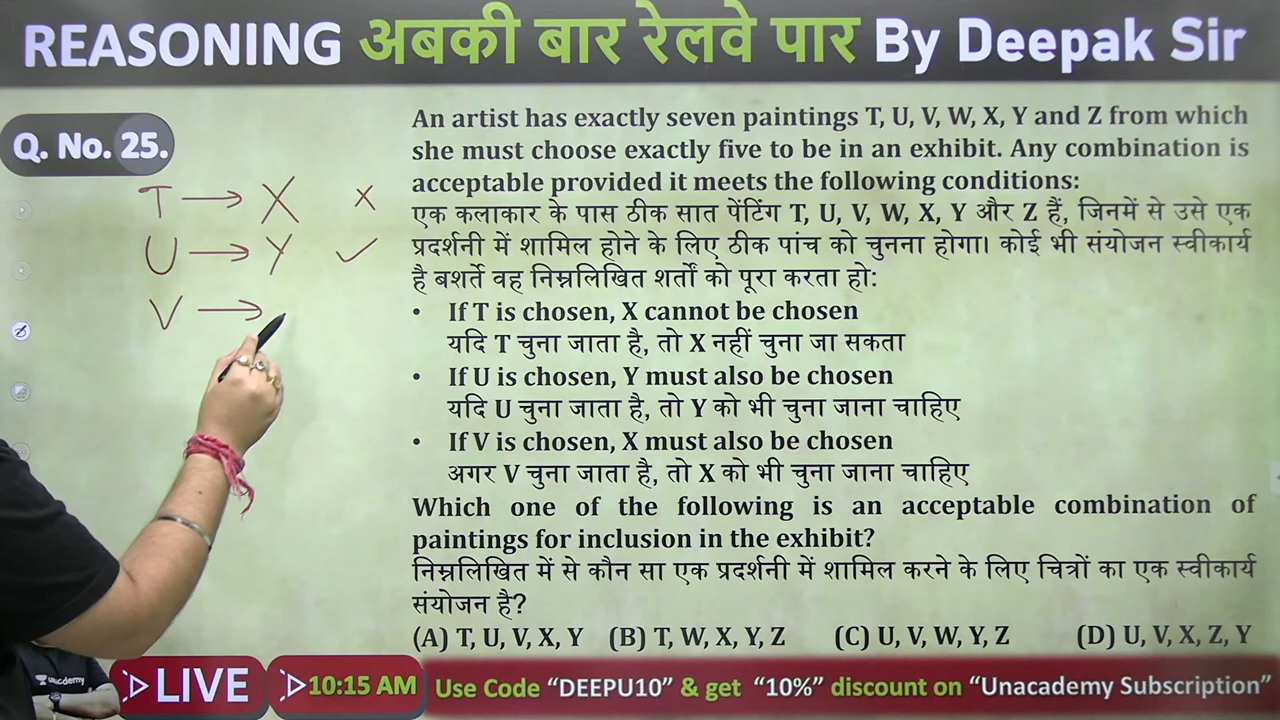 REASONING अबकी बार रेलवे पार By Deepak Sir
Q. No. 25.
T → X ×
U → Y ✓
V →
An artist has exactly seven paintings T, U, V, W, X, Y and Z from which
she must choose exactly five to be in an exhibit. Any combination is
acceptable provided it meets the following conditions:
एक कलाकार के पास ठीक सात पेंटिंग T, U, V, W, X, Y और Z हैं, जिनमें से उसे एक
प्रदर्शनी में शामिल होने के लिए ठीक पांच को चुनना होगा। कोई भी संयोजन स्वीकार्य
है बशर्ते वह निम्नलिखित शर्तों को पूरा करता हो:
• If T is chosen, X cannot be chosen
यदि T चुना जाता है, तो X नहीं चुना जा सकता
• If U is chosen, Y must also be chosen
यदि U चुना जाता है, तो Y को भी चुना जाना चाहिए
• If V is chosen, X must also be chosen
अगर V चुना जाता है, तो X को भी चुना जाना चाहिए
Which one of the following is an acceptable combination of
paintings for inclusion in the exhibit?
निम्नलिखित में से कौन सा एक प्रदर्शनी में शामिल करने के लिए चित्रों का एक स्वीकार्य
संयोजन है?
(A) T, U, V, X, Y (B) T, W, X, Y, Z (C) U, V, W, Y, Z (D) U, V, X, Z, Y
unacademy
LIVE 10:15 AM Use Code “DEEPU10” & get “10%” discount on “Unacademy Subscription”